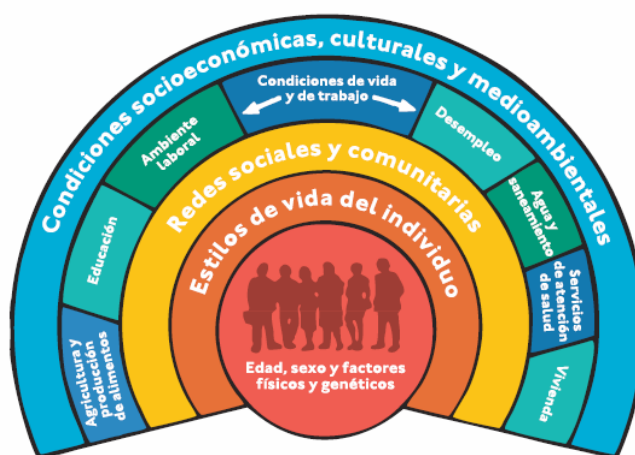 Condiciones socioeconómicas, culturales y medioambientales
Condiciones de vida
y de trabajo
Agricultura y
producción
de alimentos
Educación
Ambiente
laboral
Desempleo
Agua y
saneamiento
Servicios
de atención
de salud
Vivienda
Redes sociales y comunitarias
Estilos de vida del individuo
Edad, sexo y factores
físicos y genéticos